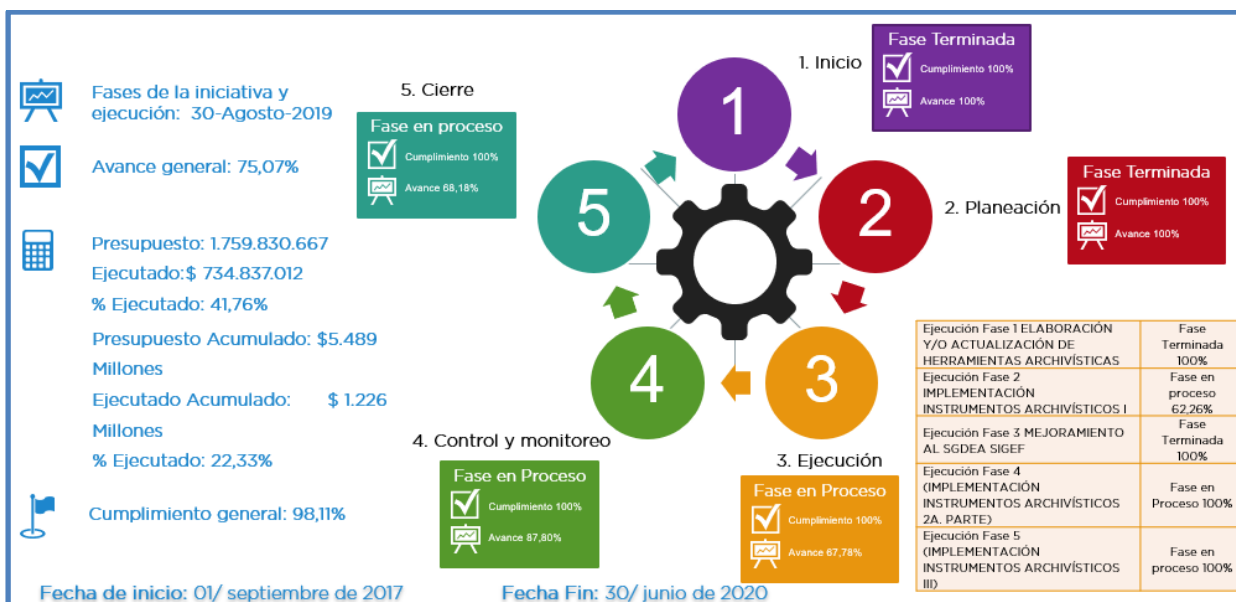 Fases de la iniciativa y
ejecución: 30-Agosto-2019
Avance general: 75,07%
Presupuesto: 1.759.830.667
Ejecutado:$ 734.837.012
% Ejecutado: 41,76%
Presupuesto Acumulado: $5.489
Millones
Ejecutado Acumulado: $ 1.226
Millones
% Ejecutado: 22,33%
Cumplimiento general: 98,11%
Fecha de inicio: 01/ septiembre de 2017
Fecha Fin: 30/ junio de 2020
1
2
3
4
5
1. Inicio
Fase Terminada
Cumplimiento 100%
Avance 100%
2. Planeación
Fase Terminada
Cumplimiento 100%
Avance 100%
3. Ejecución
Fase en Proceso
Cumplimiento 100%
Avance 67,78%
4. Control y monitoreo
Fase en Proceso
Cumplimiento 100%
Avance 87,80%
5. Cierre
Fase en proceso
Cumplimiento 100%
Avance 68,18%
Ejecución Fase 1 ELABORACIÓN
Y/O ACTUALIZACIÓN DE
HERRAMIENTAS ARCHIVÍSTICAS
Fase
Terminada
100%
Ejecución Fase 2
IMPLEMENTACIÓN
INSTRUMENTOS ARCHIVÍSTICOS I
Fase en
proceso
62,26%
Ejecución Fase 3 MEJORAMIENTO
AL SGDEA SIGEF
Fase
Terminada
100%
Ejecución Fase 4
(IMPLEMENTACIÓN
INSTRUMENTOS ARCHIVÍSTICOS
2A. PARTE)
Fase en
Proceso 100%
Ejecución Fase 5
(IMPLEMENTACIÓN
INSTRUMENTOS ARCHIVÍSTICOS
III)
Fase en
proceso 100%